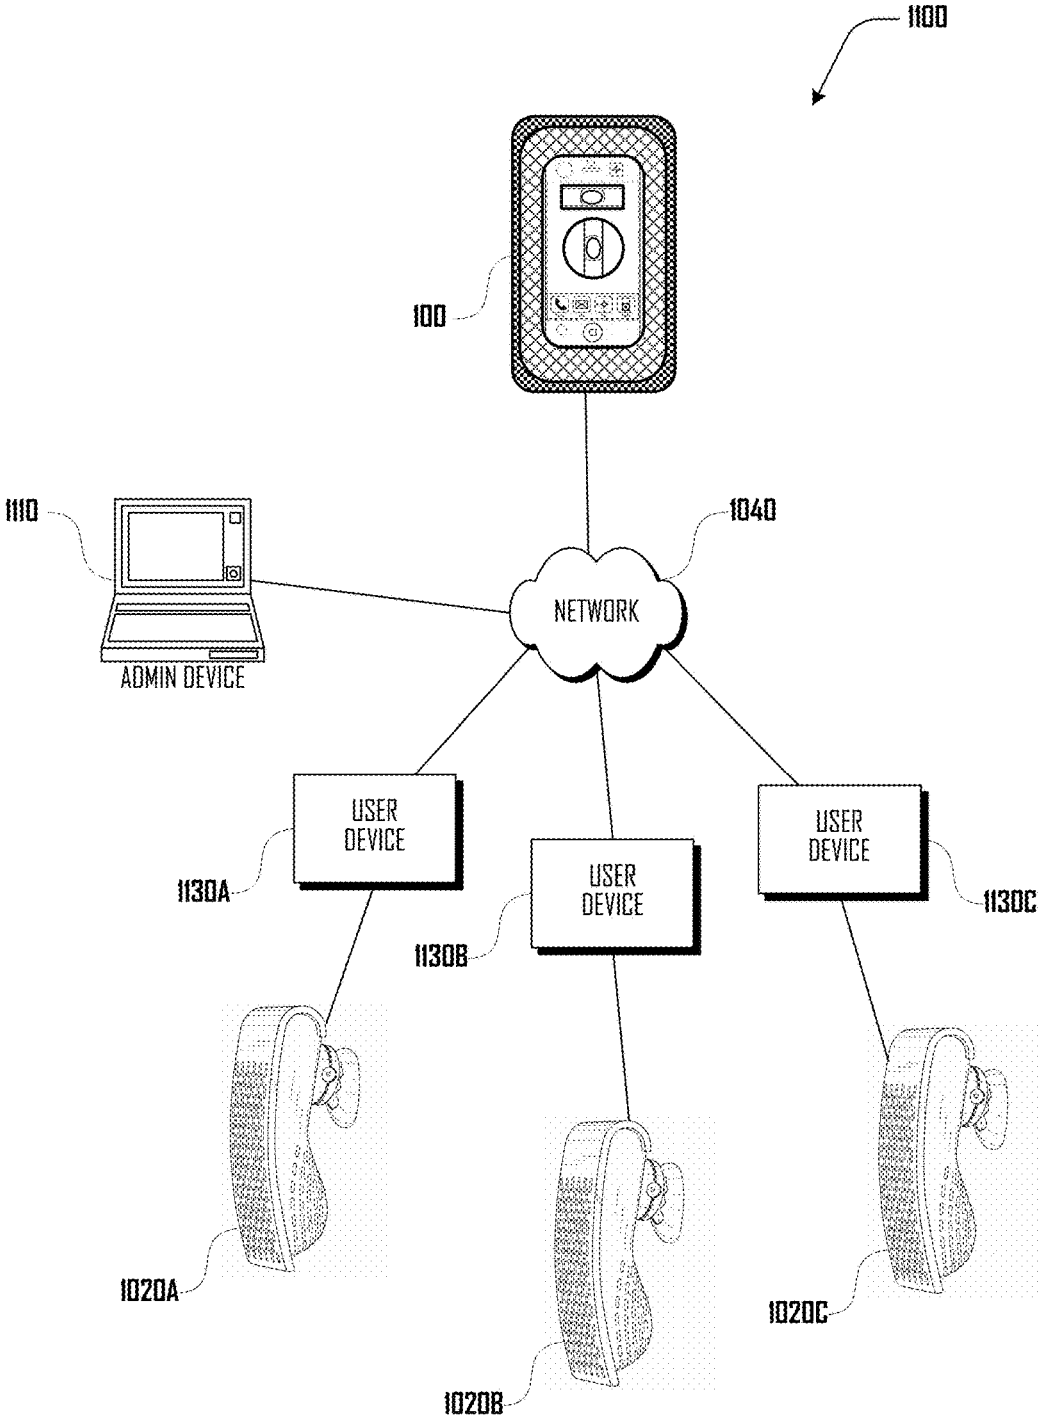 1100
100
1110
1040
NETWORK
ADMIN DEVICE
USER
DEVICE
1130A
USER
DEVICE
1130B
USER
DEVICE
1130C
1020A
1020B
1020C